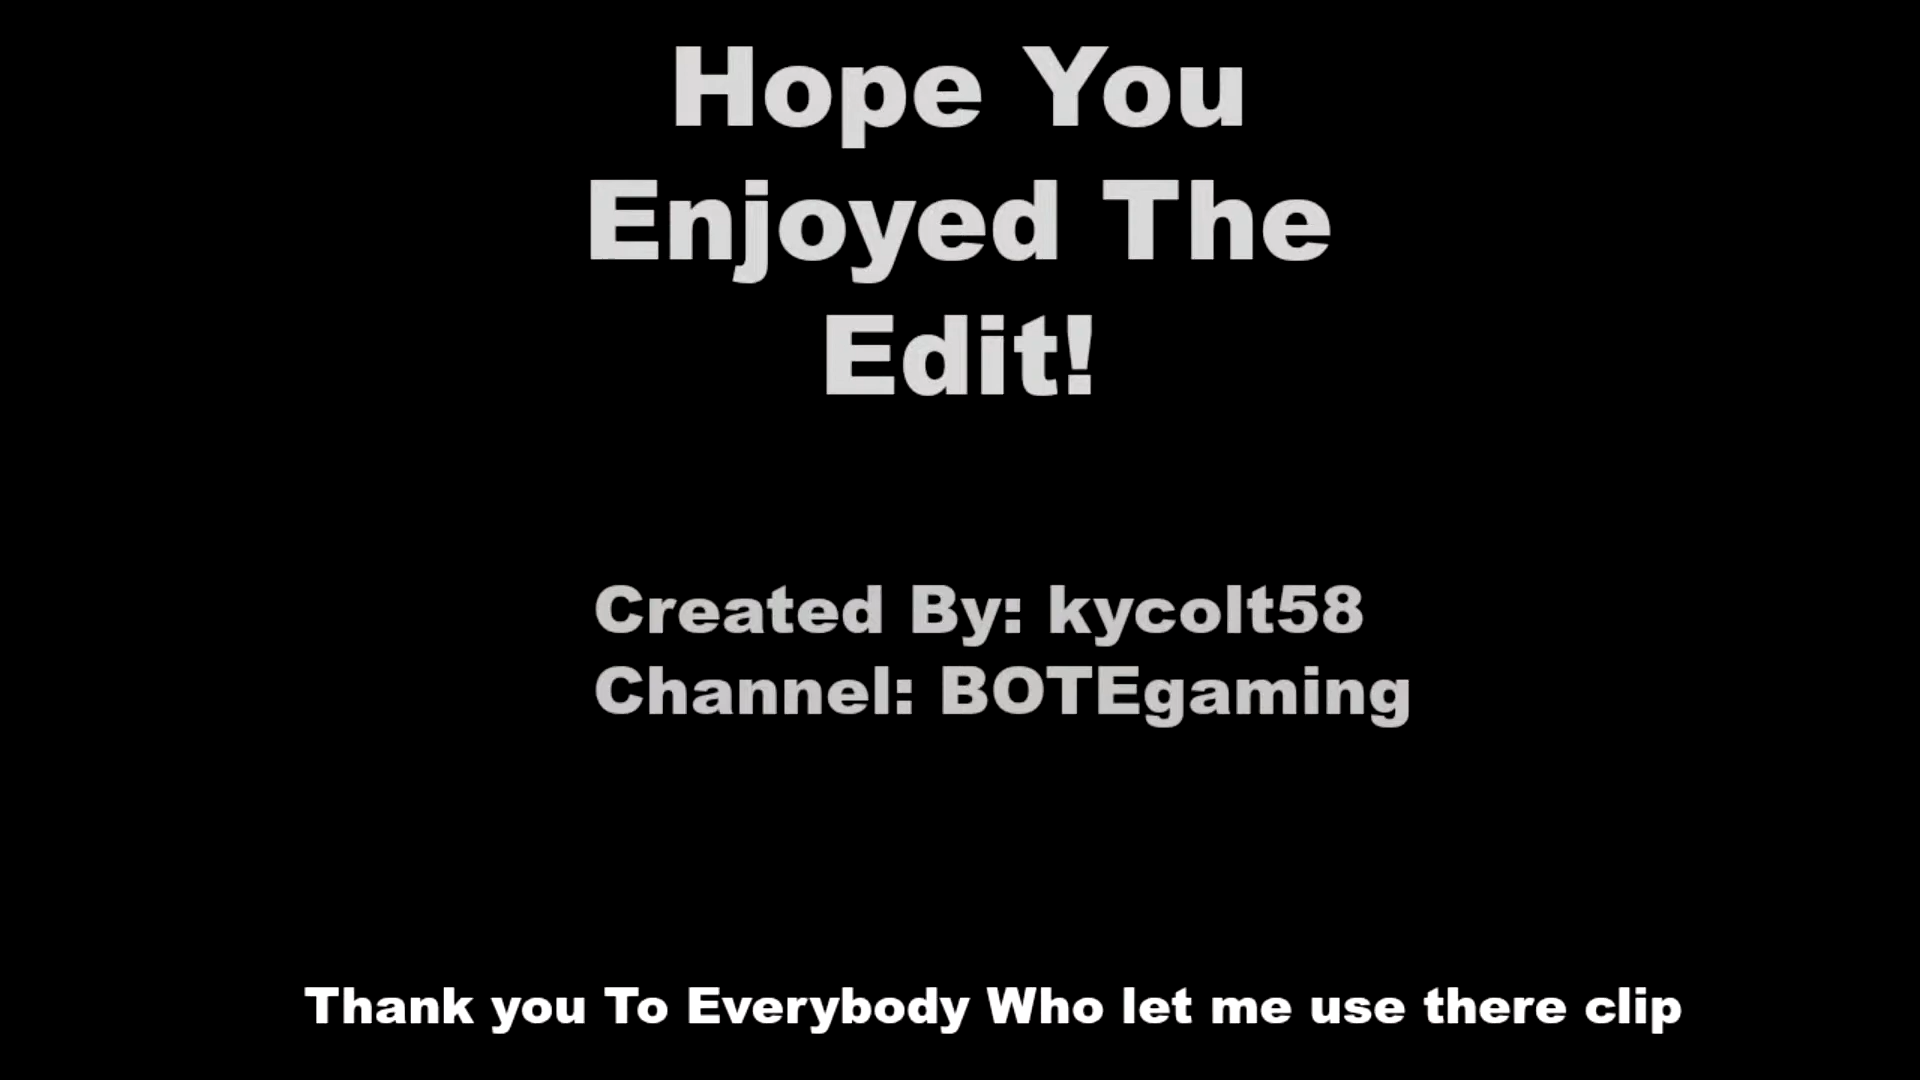 Hope You
Enjoyed The
Edit!
Created By: kycolt58
Channel: BOTEgaming
Thank you To Everybody Who let me use there clip